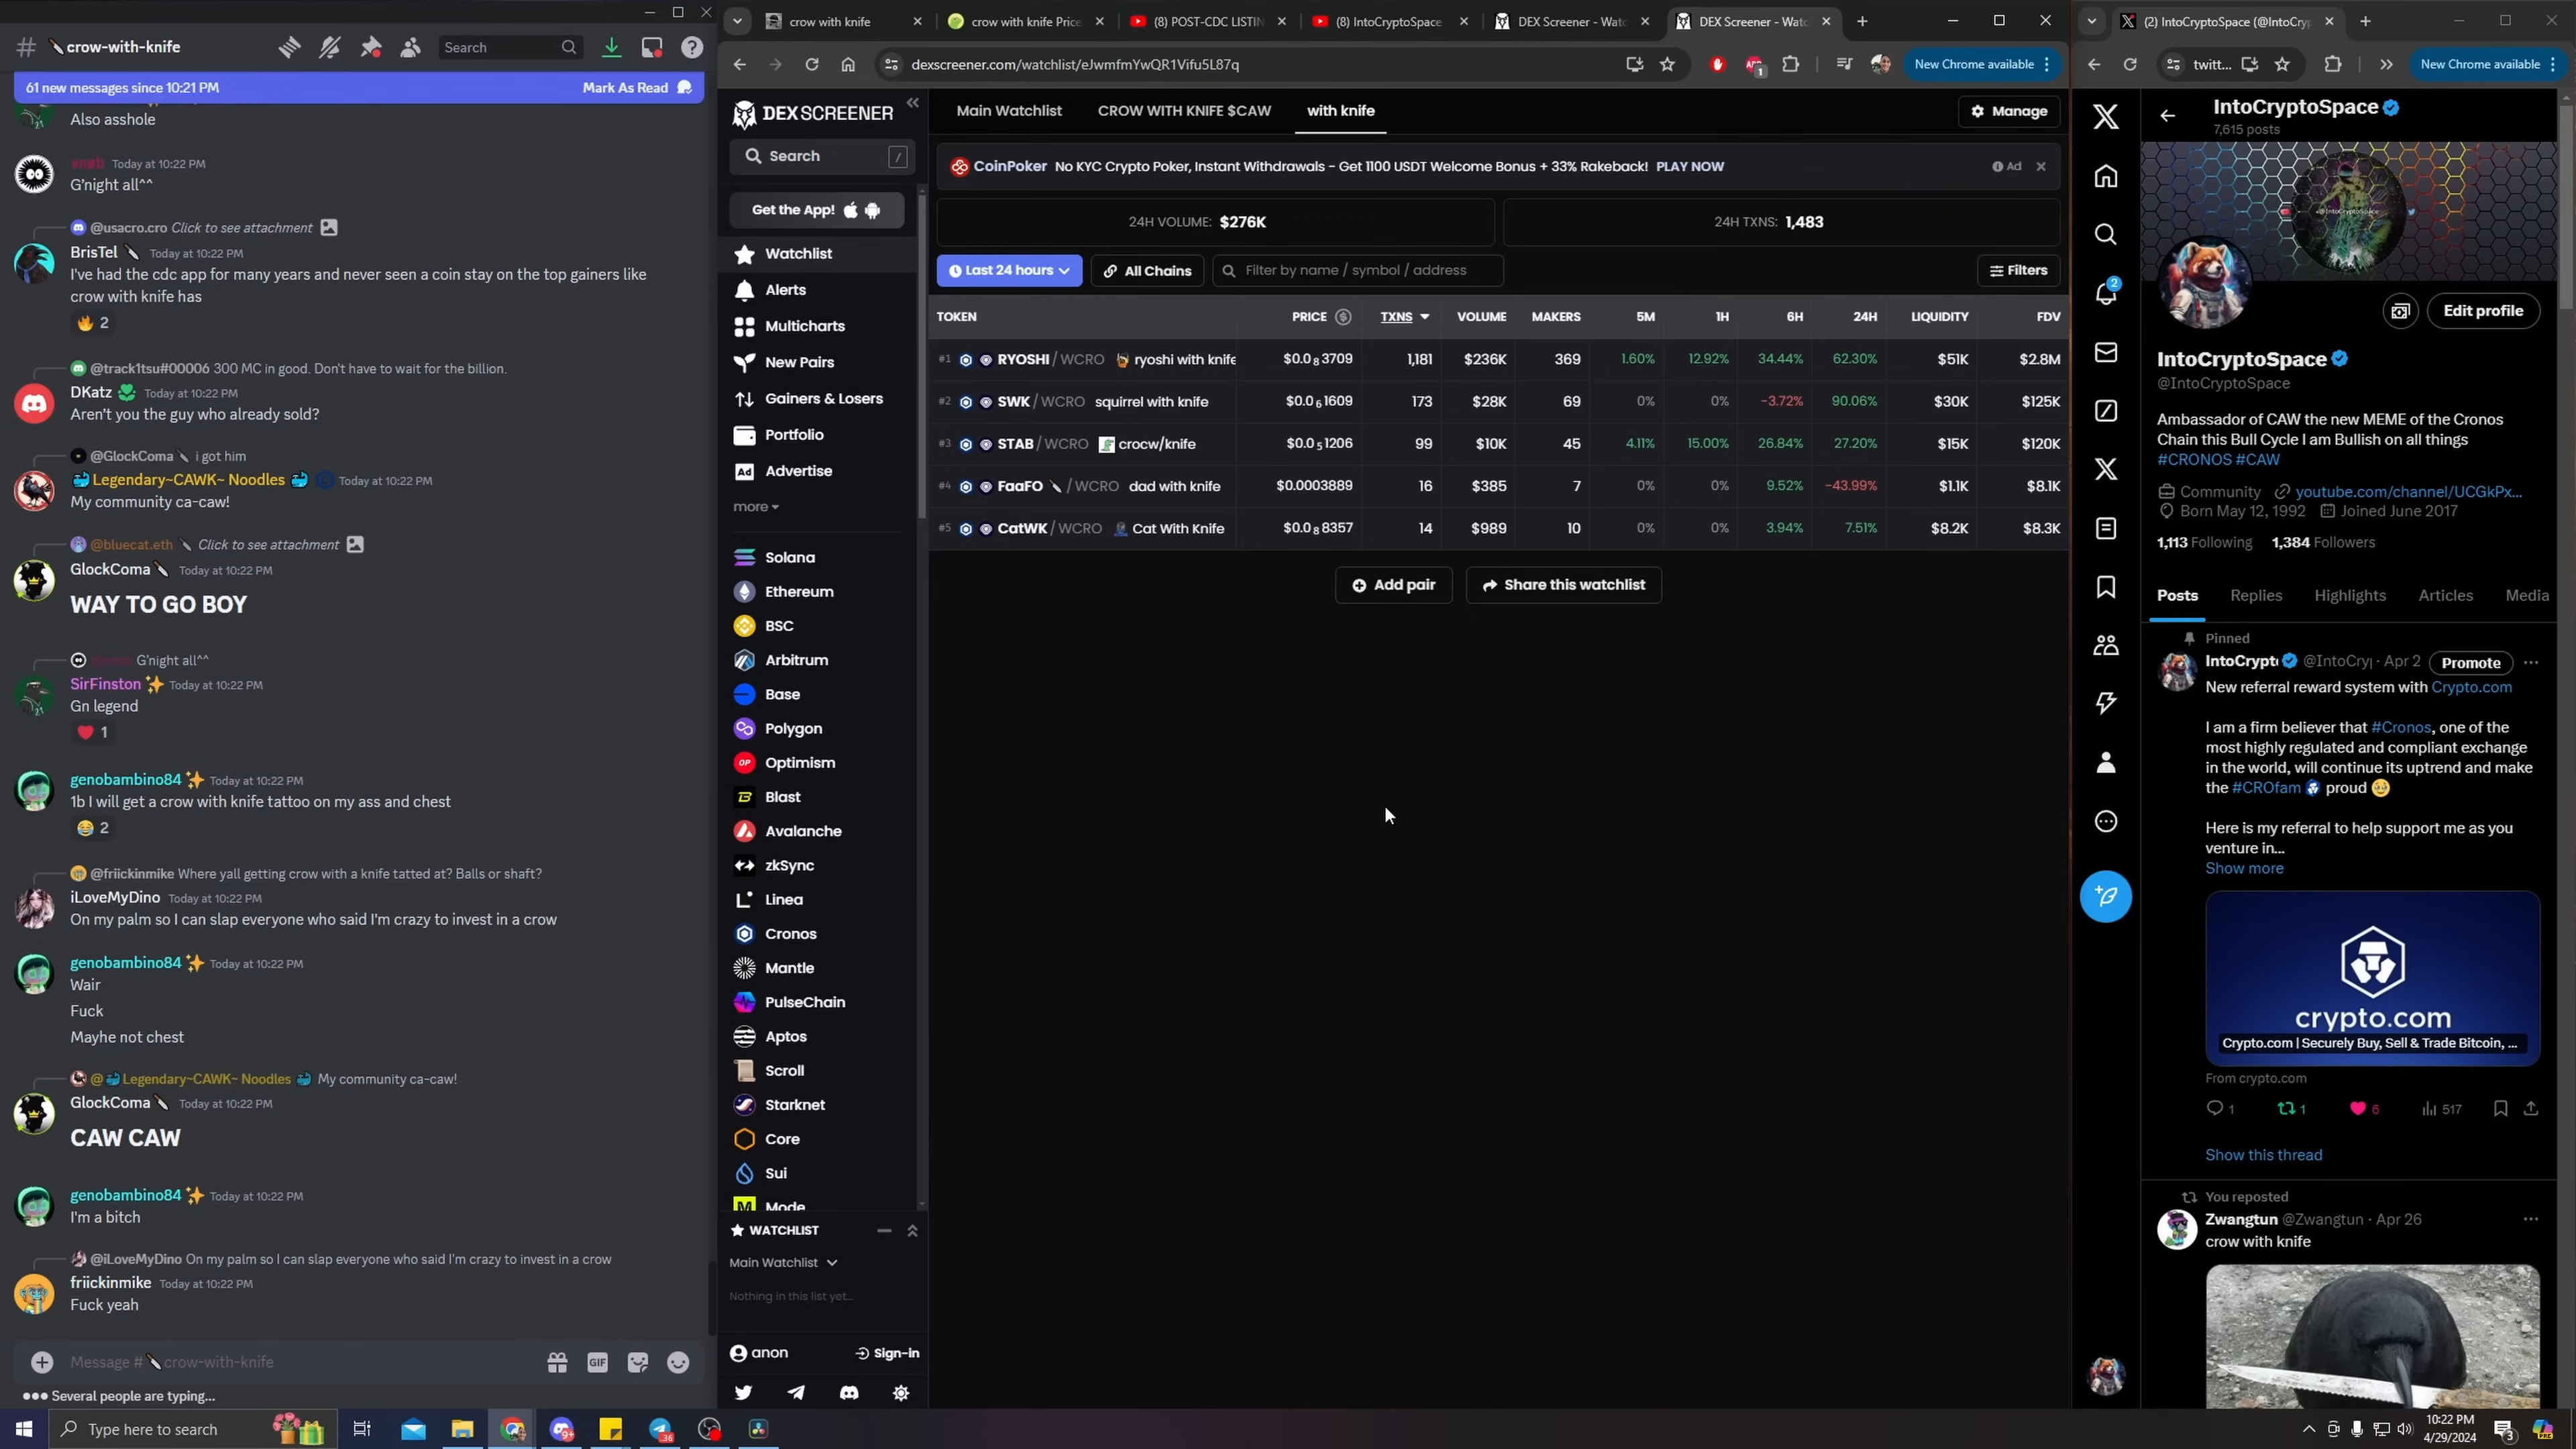 # crow-with-knife
Search
61 new messages since 10:21 PM Mark As Read
Also asshole
snøb Today at 10:22 PM
G'night all^^
@usacro.cro Click to see attachment
BrisTel Today at 10:22 PM
I've had the cdc app for many years and never seen a coin stay on the top gainers like
crow with knife has
2
@track1tsu#00006 300 MC in good. Don't have to wait for the billion.
DKatz Today at 10:22 PM
Aren't you the guy who already sold?
@GlockComa i got him
Legendary~CAWK~ Noodles Today at 10:22 PM
My community ca-caw!
@bluecat.eth Click to see attachment
GlockComa Today at 10:22 PM
WAY TO GO BOY
G'night all^^
SirFinston Today at 10:22 PM
Gn legend
1
genobambino84 Today at 10:22 PM
1b I will get a crow with knife tattoo on my ass and chest
2
@friickinmike Where yall getting crow with a knife tatted at? Balls or shaft?
iLoveMyDino Today at 10:22 PM
On my palm so I can slap everyone who said I'm crazy to invest in a crow
genobambino84 Today at 10:22 PM
Wair
Fuck
Mayhe not chest
@ Legendary~CAWK~ Noodles My community ca-caw!
GlockComa Today at 10:22 PM
CAW CAW
genobambino84 Today at 10:22 PM
I'm a bitch
@iLoveMyDino On my palm so I can slap everyone who said I'm crazy to invest in a crow
friickinmike Today at 10:22 PM
Fuck yeah
Message # crow-with-knife
GIF
Several people are typing...
crow with knife
crow with knife Price
(8) POST-CDC LISTIN
(8) IntoCryptoSpace
DEX Screener - Watc
DEX Screener - Watc
dexscreener.com/watchlist/eJwmfmYwQR1Vifu5L87q
New Chrome available
DEX SCREENER
Search /
Get the App!
Watchlist
Alerts
Multicharts
New Pairs
Gainers & Losers
Portfolio
Ad Advertise
more
Solana
Ethereum
BSC
Arbitrum
Base
Polygon
OP Optimism
Blast
Avalanche
zkSync
Linea
Cronos
Mantle
PulseChain
Aptos
Scroll
Starknet
Core
Sui
Mode
WATCHLIST
Main Watchlist
Nothing in this list yet...
anon Sign-in
Main Watchlist CROW WITH KNIFE $CAW with knife Manage
CoinPoker No KYC Crypto Poker, Instant Withdrawals - Get 1100 USDT Welcome Bonus + 33% Rakeback! PLAY NOW Ad
24H VOLUME: $276K 24H TXNS: 1,483
Last 24 hours All Chains Filter by name / symbol / address Filters
TOKEN PRICE TXNS VOLUME MAKERS 5M 1H 6H 24H LIQUIDITY FDV
#1 RYOSHI / WCRO ryoshi with knife $0.0₈3709 1,181 $236K 369 1.60% 12.92% 34.44% 62.30% $51K $2.8M
#2 SWK / WCRO squirrel with knife $0.0₆1609 173 $28K 69 0% 0% -3.72% 90.06% $30K $125K
#3 STAB / WCRO crocw/knife $0.0₅1206 99 $10K 45 4.11% 15.00% 26.84% 27.20% $15K $120K
#4 FaaFO / WCRO dad with knife $0.0003889 16 $385 7 0% 0% 9.52% -43.99% $1.1K $8.1K
#5 CatWK / WCRO Cat With Knife $0.0₈8357 14 $989 10 0% 0% 3.94% 7.51% $8.2K $8.3K
Add pair Share this watchlist
(2) IntoCryptoSpace (@IntoCryp
twitt...
New Chrome available
IntoCryptoSpace
7,615 posts
Edit profile
IntoCryptoSpace
@IntoCryptoSpace
Ambassador of CAW the new MEME of the Cronos
Chain this Bull Cycle I am Bullish on all things
#CRONOS #CAW
Community youtube.com/channel/UCGkPx...
Born May 12, 1992 Joined June 2017
1,113 Following 1,384 Followers
Posts Replies Highlights Articles Media
Pinned
IntoCrypt @IntoCry · Apr 2 Promote
New referral reward system with Crypto.com
I am a firm believer that #Cronos, one of the
most highly regulated and compliant exchange
in the world, will continue its uptrend and make
the #CROfam proud
Here is my referral to help support me as you
venture in...
Show more
crypto.com
Crypto.com | Securely Buy, Sell & Trade Bitcoin, ...
From crypto.com
1 1 6 517
Show this thread
You reposted
Zwangtun @Zwangtun · Apr 26
crow with knife
Type here to search
10:22 PM
4/29/2024